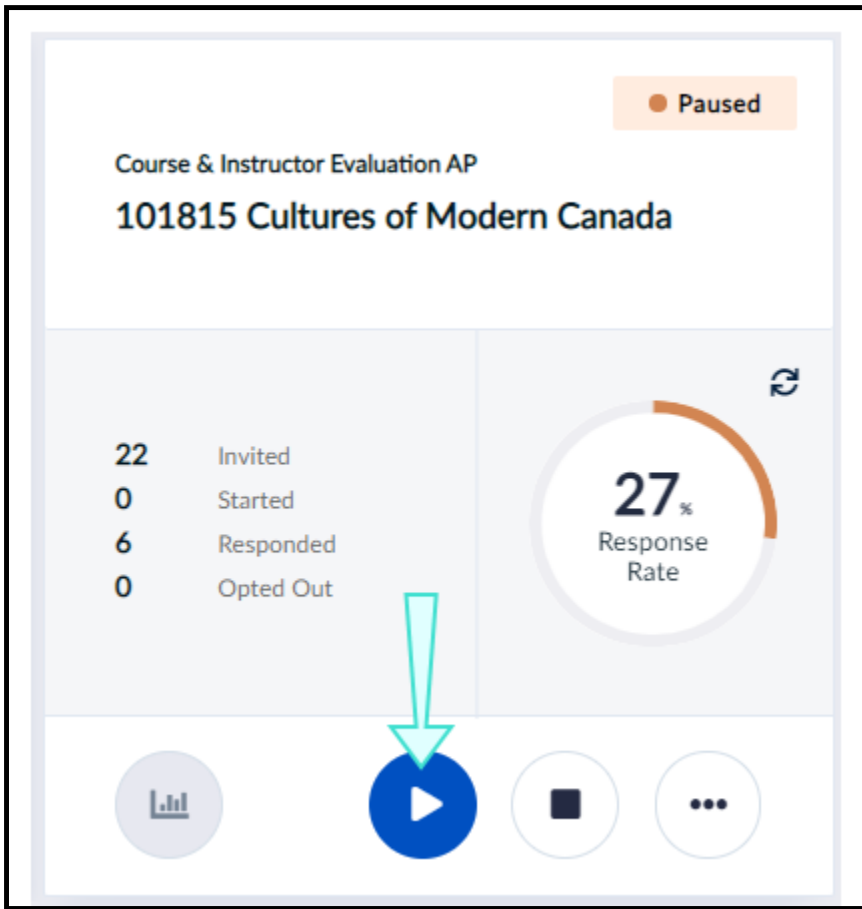 Paused
Course & Instructor Evaluation AP
101815 Cultures of Modern Canada
22 Invited
0 Started
6 Responded
0 Opted Out
27%
Response
Rate